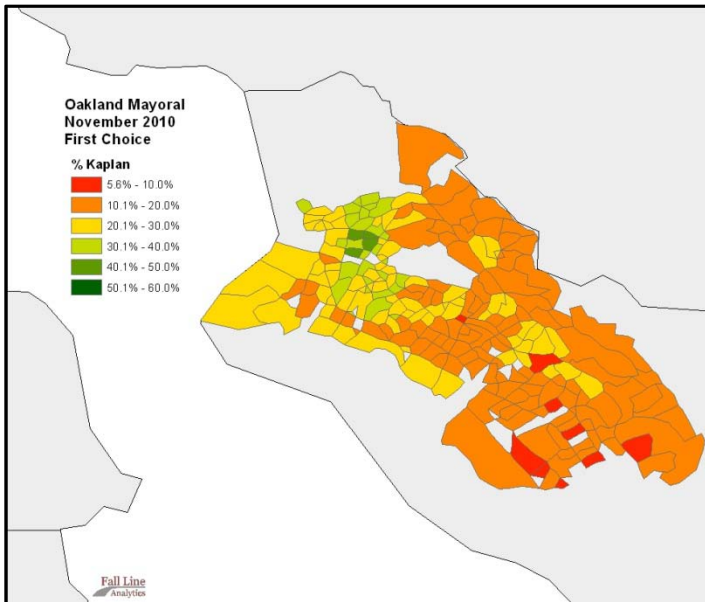 Oakland Mayoral
November 2010
First Choice
% Kaplan
5.6% - 10.0%
10.1% - 20.0%
20.1% - 30.0%
30.1% - 40.0%
40.1% - 50.0%
50.1% - 60.0%
Fall Line
Analytics